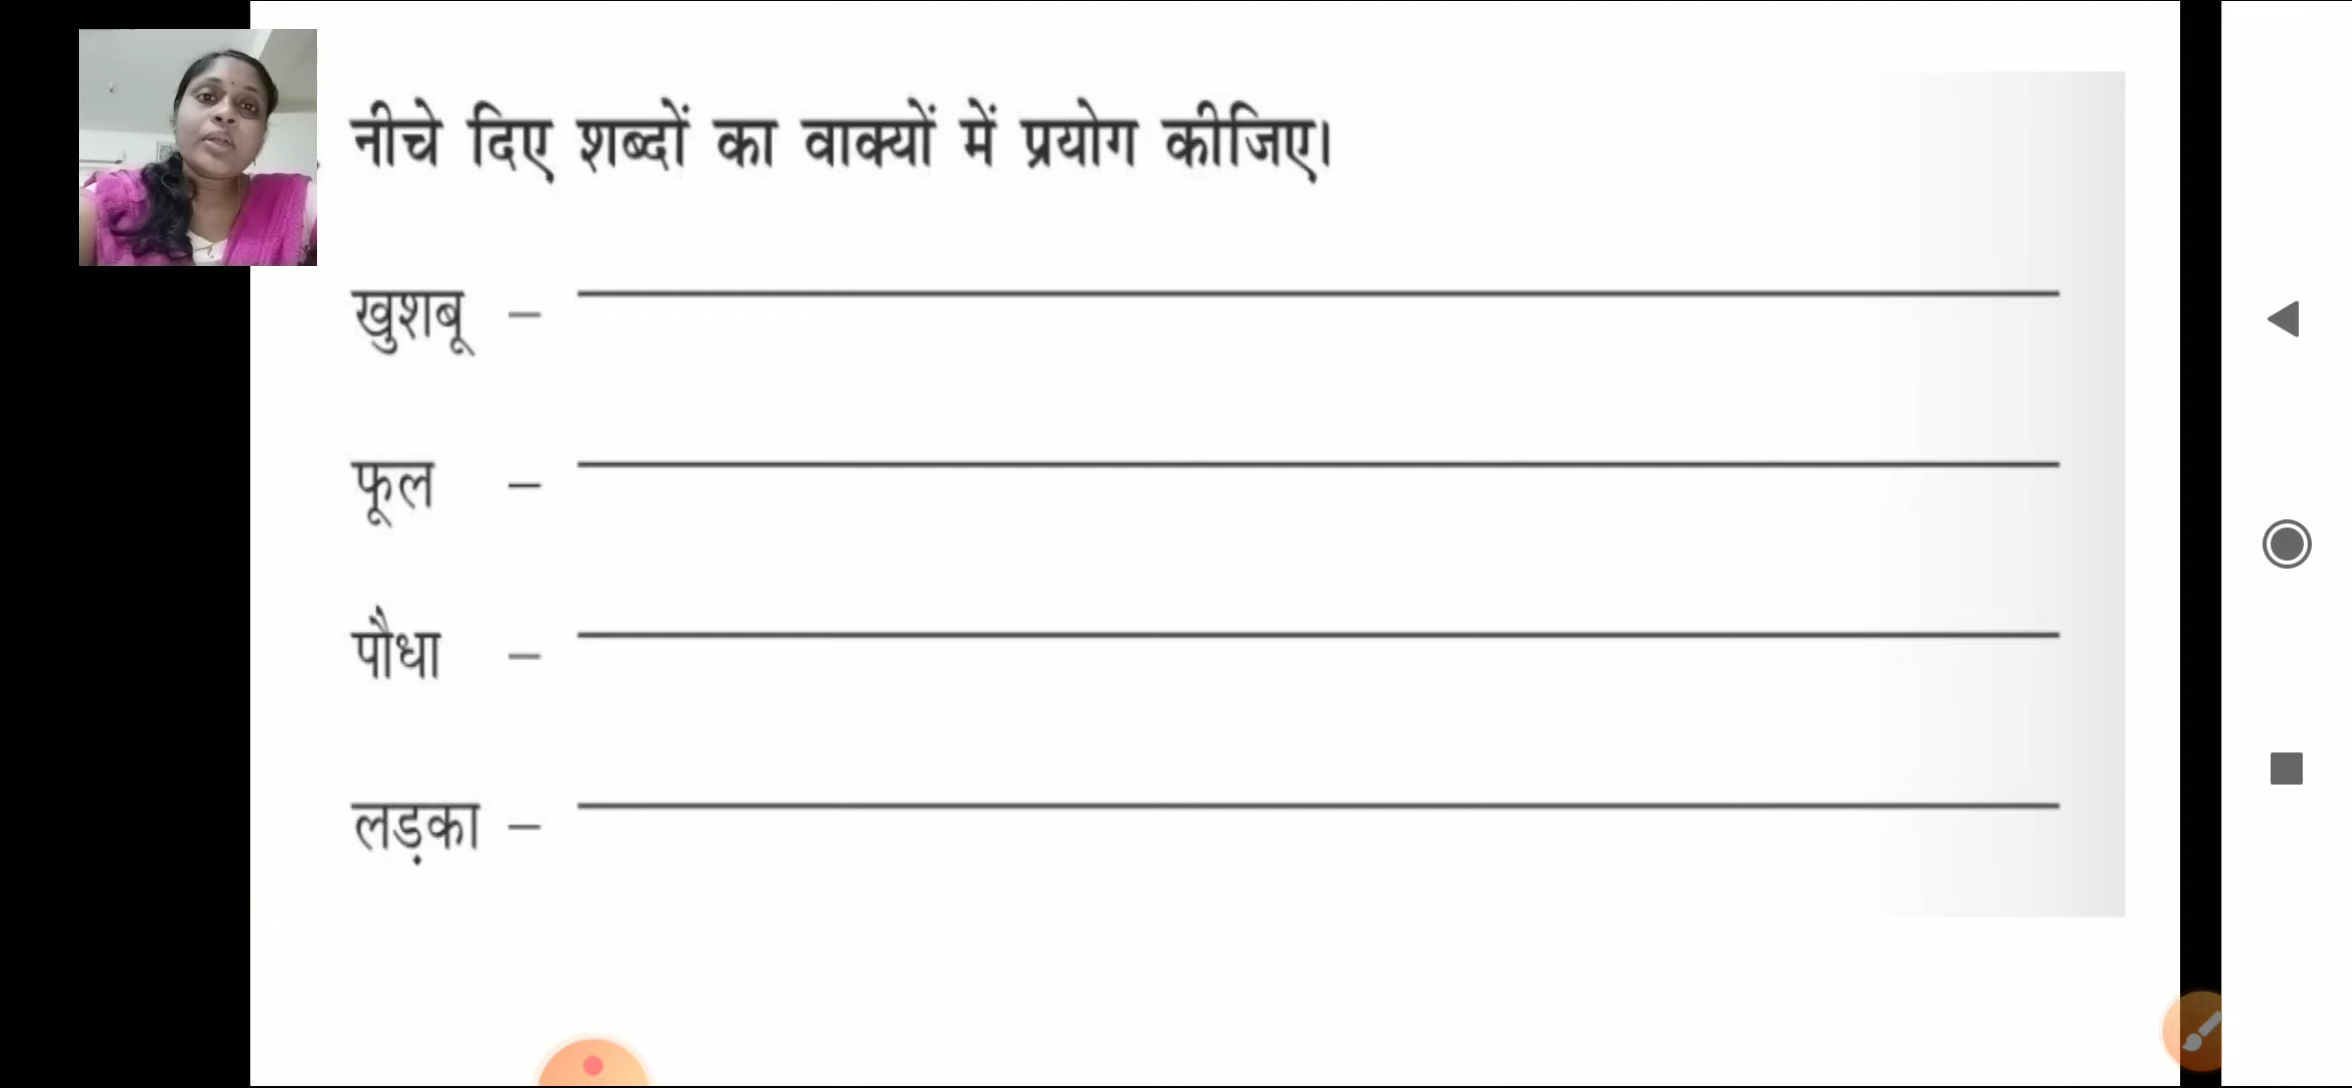 नीचे दिए शब्दों का वाक्यों में प्रयोग कीजिए।
खुशबू –
फूल –
पौधा –
लड़का –